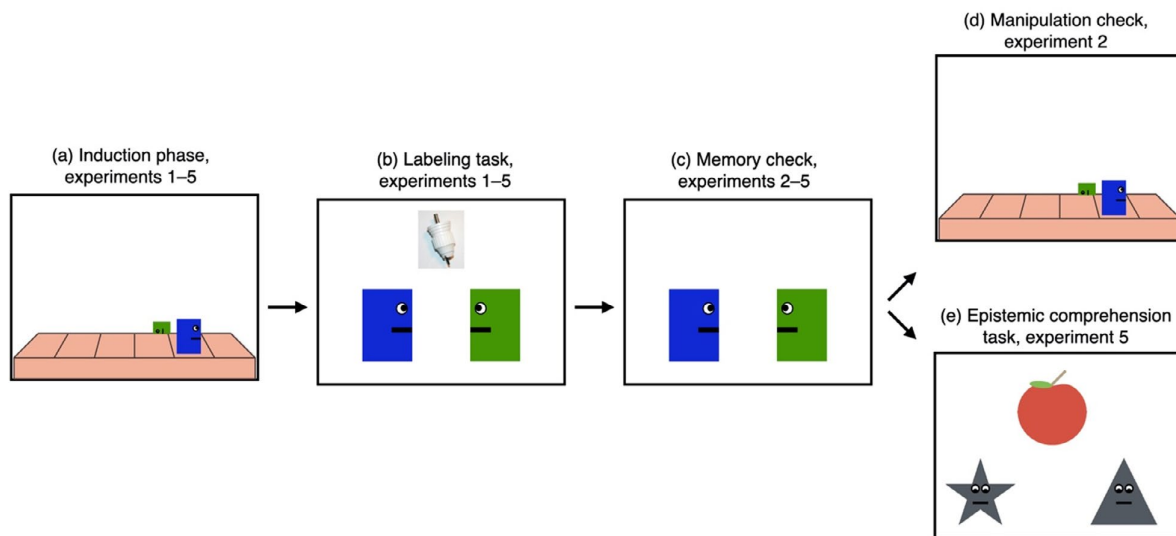 (a) Induction phase,
experiments 1–5
(b) Labeling task,
experiments 1–5
(c) Memory check,
experiments 2–5
(d) Manipulation check,
experiment 2
(e) Epistemic comprehension
task, experiment 5